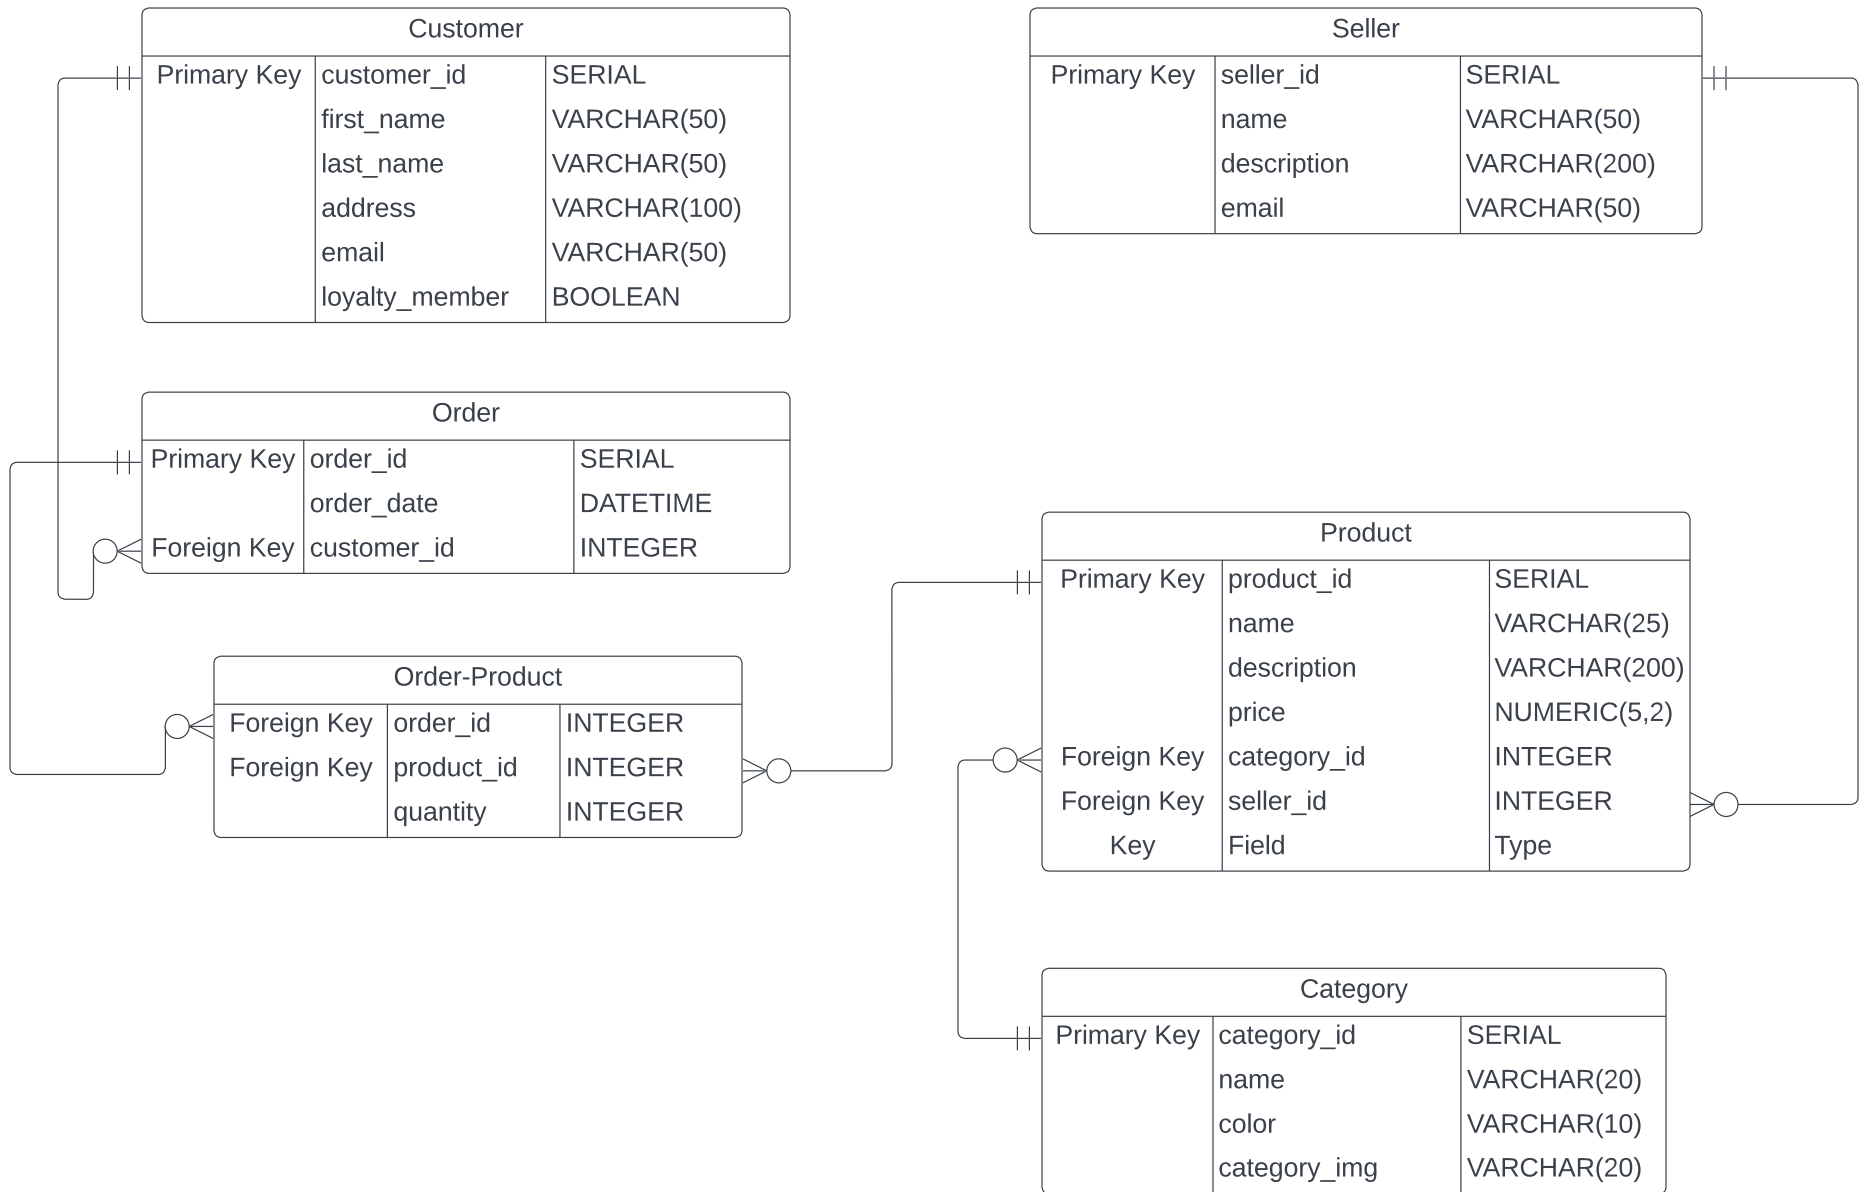 Customer
Primary Key customer_id SERIAL
first_name VARCHAR(50)
last_name VARCHAR(50)
address VARCHAR(100)
email VARCHAR(50)
loyalty_member BOOLEAN
Seller
Primary Key seller_id SERIAL
name VARCHAR(50)
description VARCHAR(200)
email VARCHAR(50)
Order
Primary Key order_id SERIAL
order_date DATETIME
Foreign Key customer_id INTEGER
Product
Primary Key product_id SERIAL
name VARCHAR(25)
description VARCHAR(200)
price NUMERIC(5,2)
Foreign Key category_id INTEGER
Foreign Key seller_id INTEGER
Key Field Type
Order-Product
Foreign Key order_id INTEGER
Foreign Key product_id INTEGER
quantity INTEGER
Category
Primary Key category_id SERIAL
name VARCHAR(20)
color VARCHAR(10)
category_img VARCHAR(20)